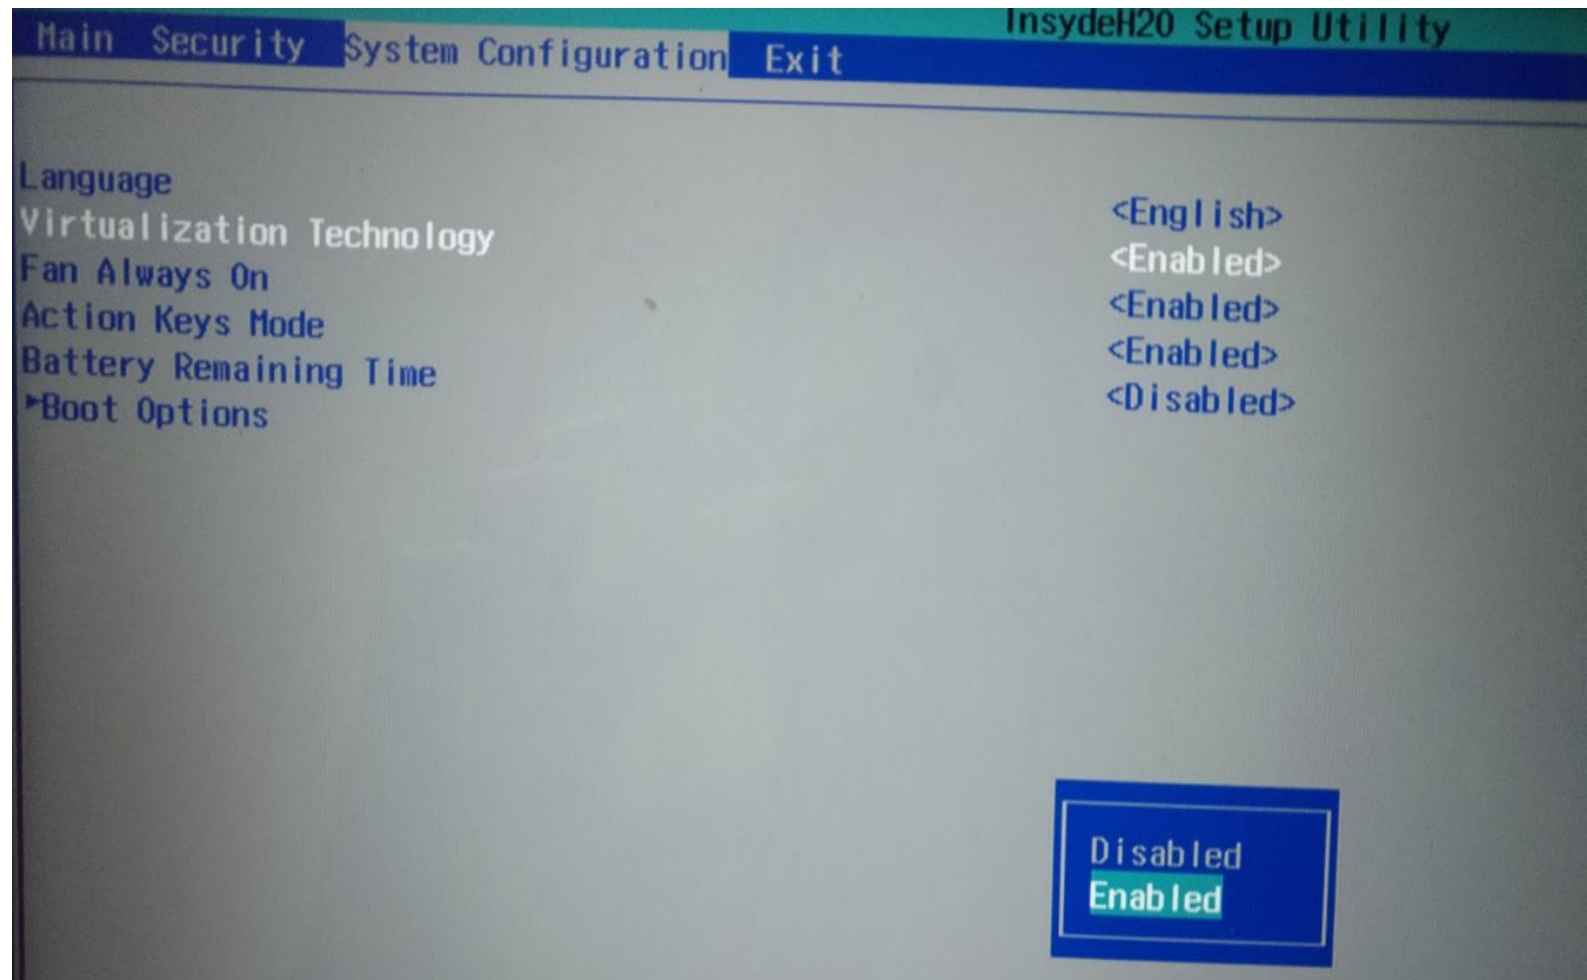 InsydeH20 Setup Utility
Main Security System Configuration Exit
Language <English>
Virtualization Technology <Enabled>
Fan Always On <Enabled>
Action Keys Mode <Enabled>
Battery Remaining Time <Disabled>
►Boot Options
Disabled
Enabled